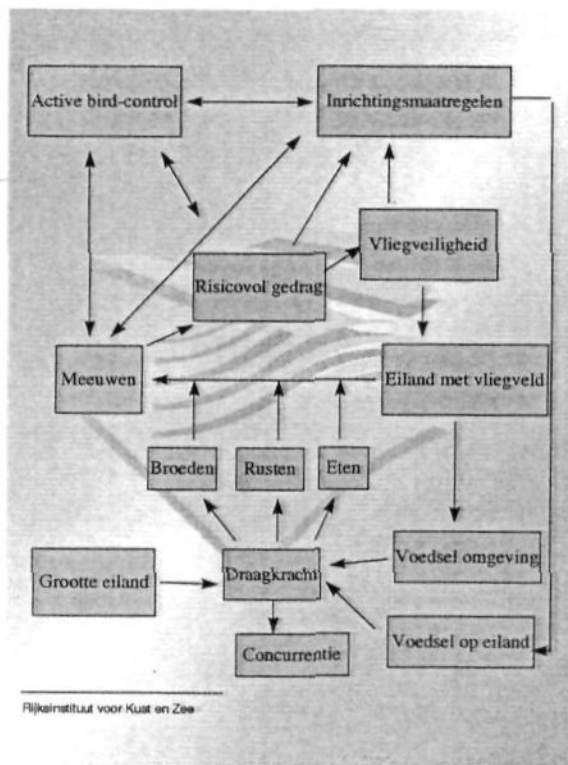 Active bird-control
Inrichtingsmaatregelen
Vliegveiligheid
Risicovol gedrag
Meeuwen
Eiland met vliegveld
Broeden
Rusten
Eten
Voedsel omgeving
Grootte eiland
Draagkracht
Voedsel op eiland
Concurrentie
Rijksinstituut voor Kust en Zee